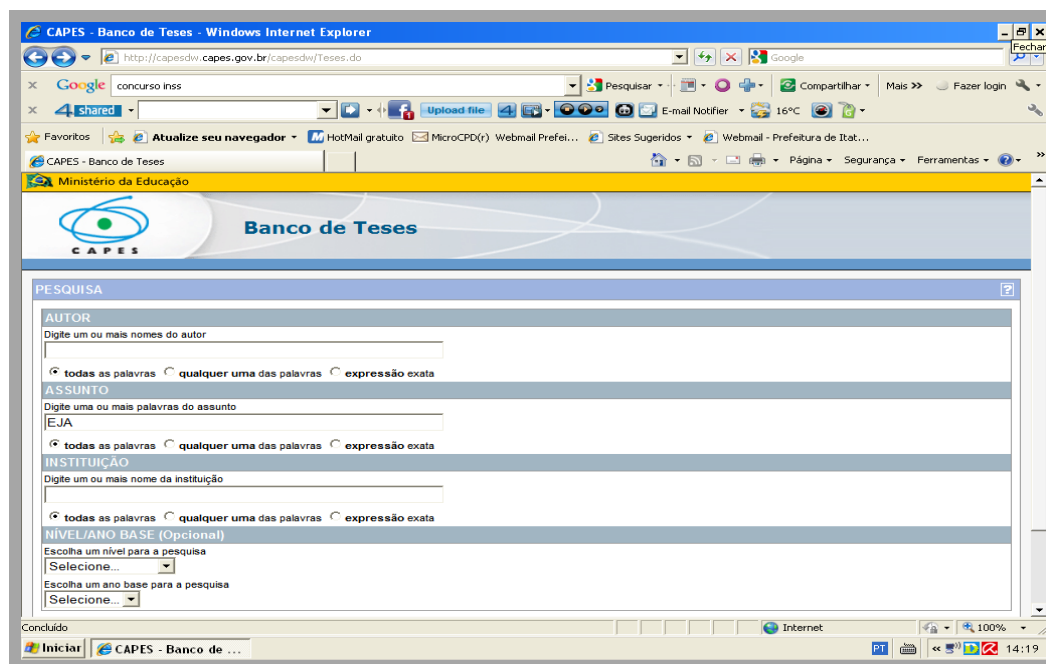 CAPES - Banco de Teses - Windows Internet Explorer
Fechar
http://capesdw.capes.gov.br/capesdw/Teses.do
Google
Google concurso inss Pesquisar Compartilhar Mais >> Fazer login
4 shared Upload file 4 E-mail Notifier 16°C
Favoritos Atualize seu navegador HotMail gratuito MicroCPD(r) Webmail Prefei... Sites Sugeridos Webmail - Prefeitura de Itat...
CAPES - Banco de Teses Página Segurança Ferramentas >>
Ministério da Educação
CAPES
Banco de Teses
PESQUISA ?
AUTOR
Digite um ou mais nomes do autor
todas as palavras qualquer uma das palavras expressão exata
ASSUNTO
Digite uma ou mais palavras do assunto
EJA
todas as palavras qualquer uma das palavras expressão exata
INSTITUIÇÃO
Digite um ou mais nome da instituição
todas as palavras qualquer uma das palavras expressão exata
NÍVEL/ANO BASE (Opcional)
Escolha um nível para a pesquisa
Selecione...
Escolha um ano base para a pesquisa
Selecione...
Concluído Internet 100%
Iniciar CAPES - Banco de ... PT << 14:19